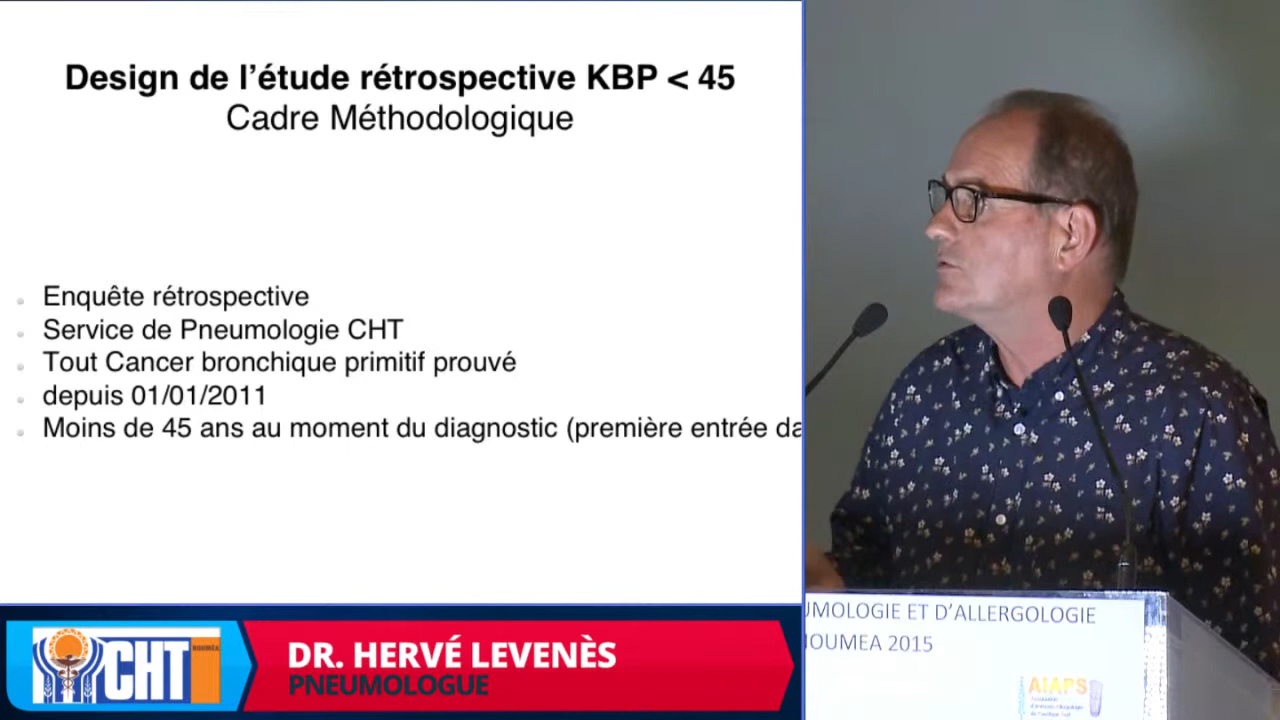 Design de l’étude rétrospective KBP < 45
Cadre Méthodologique
Enquête rétrospective
Service de Pneumologie CHT
Tout Cancer bronchique primitif prouvé
depuis 01/01/2011
Moins de 45 ans au moment du diagnostic (première entrée da
CHT
NOUMÉA
DR. HERVÉ LEVENÈS
PNEUMOLOGUE
UMOLOGIE ET D’ALLERGOLOGIE
NOUMEA 2015
AIAPS